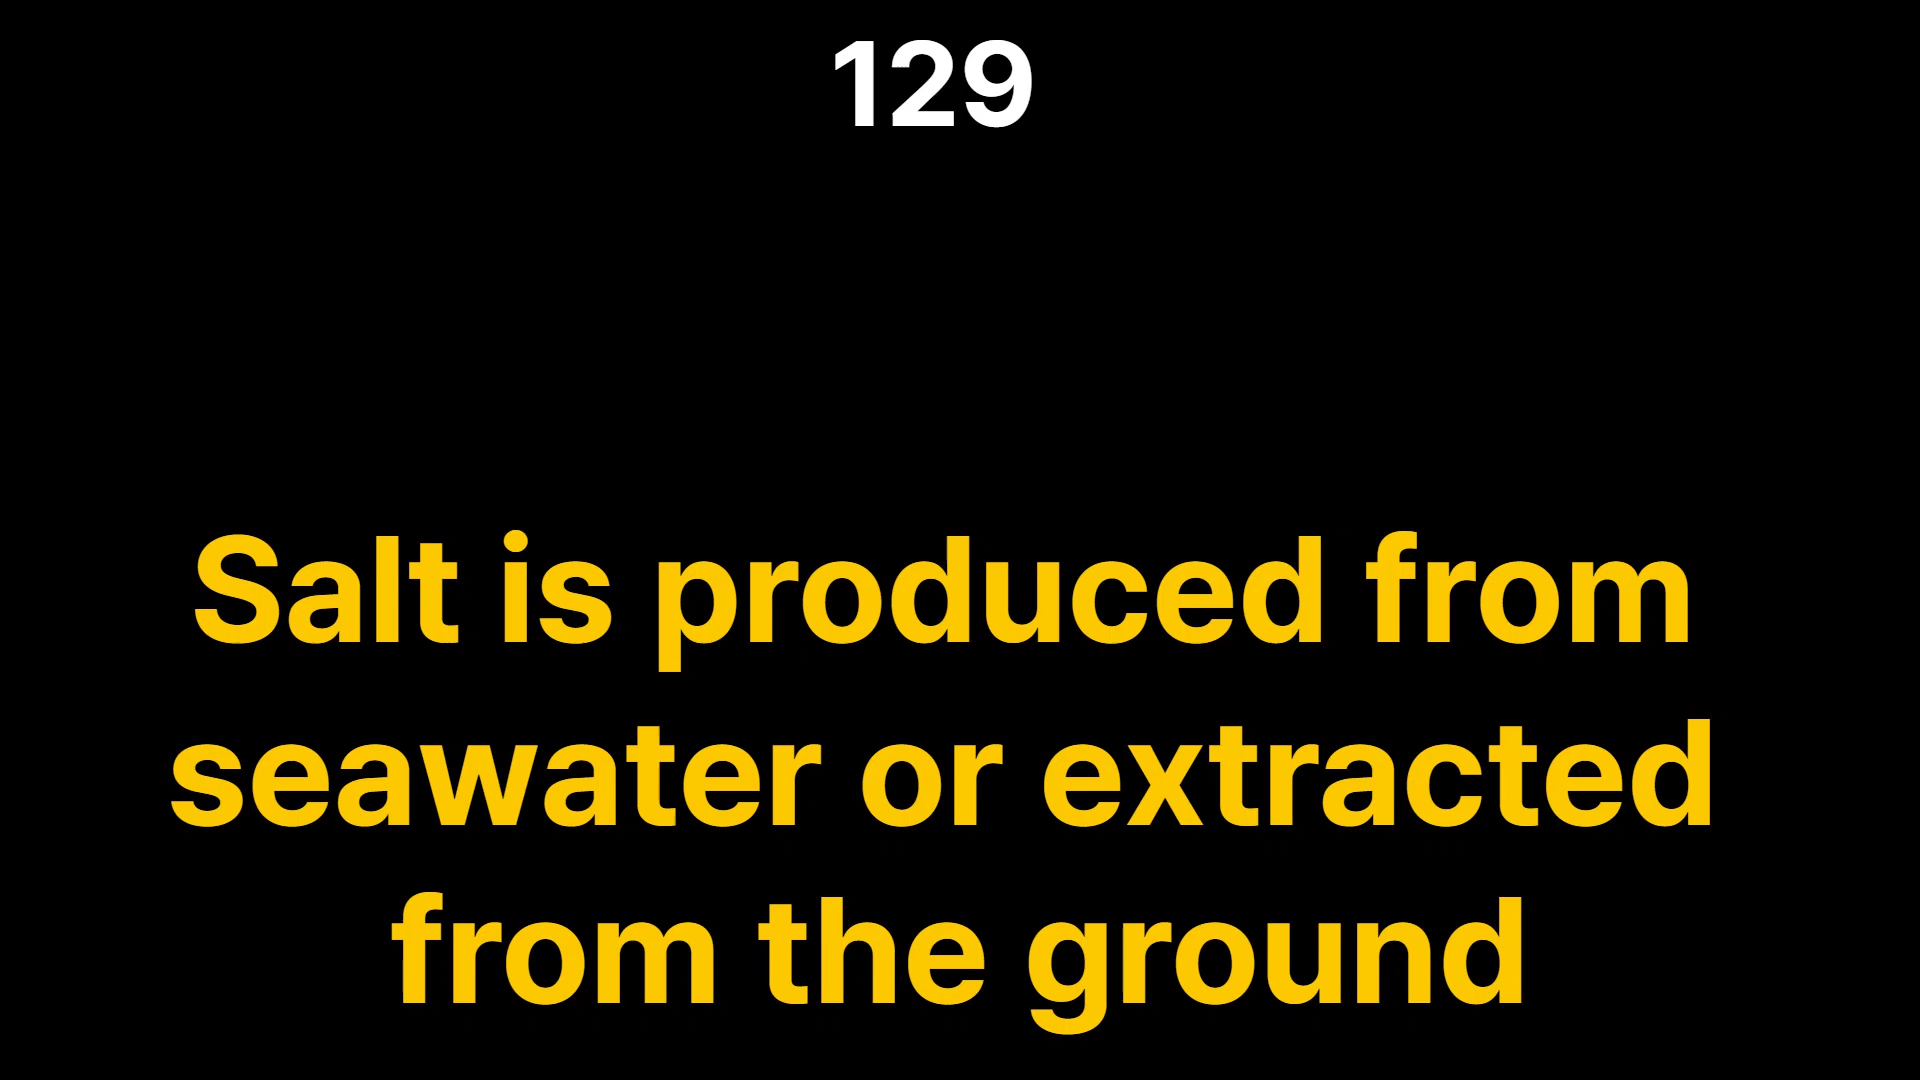 129
Salt is produced from
seawater or extracted
from the ground